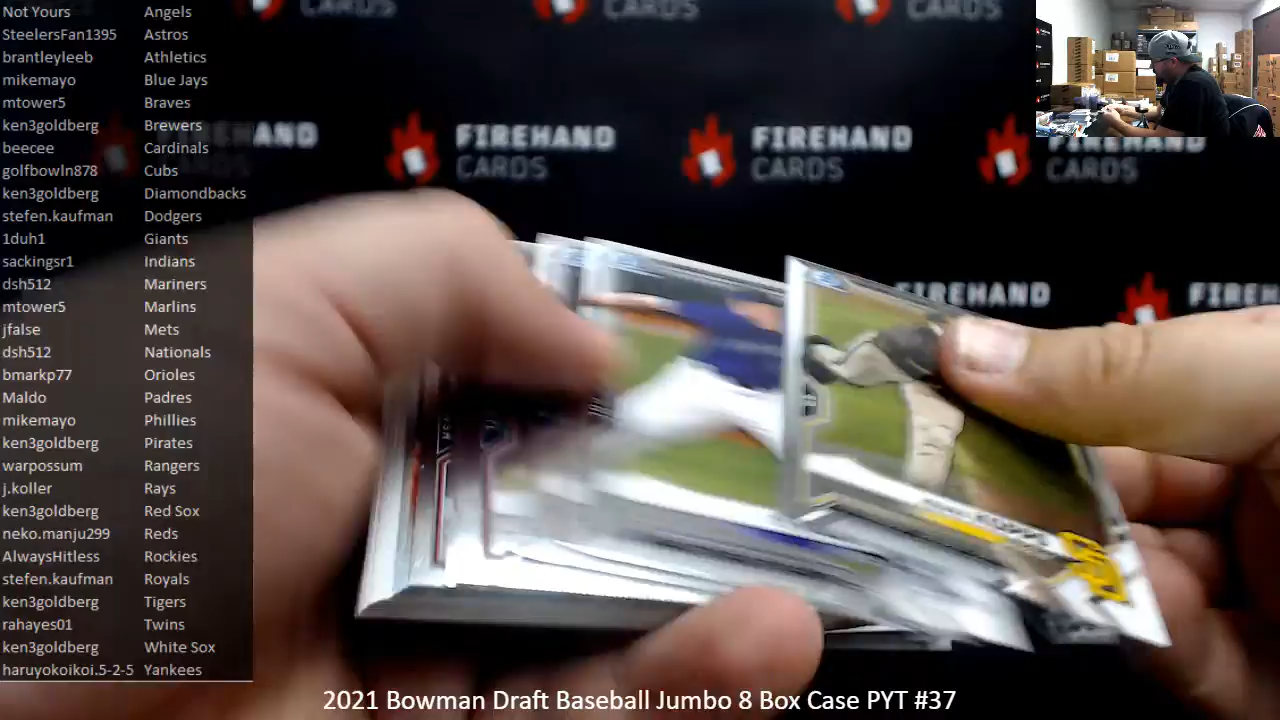 Not Yours Angels
SteelersFan1395 Astros
brantleyleeb Athletics
mikemayo Blue Jays
mtower5 Braves
ken3goldberg Brewers
beecee Cardinals
golfbowln878 Cubs
ken3goldberg Diamondbacks
stefen.kaufman Dodgers
1duh1 Giants
sackingsr1 Indians
dsh512 Mariners
mtower5 Marlins
jfalse Mets
dsh512 Nationals
bmarkp77 Orioles
Maldo Padres
mikemayo Phillies
ken3goldberg Pirates
warpossum Rangers
j.koller Rays
ken3goldberg Red Sox
neko.manju299 Reds
AlwaysHitless Rockies
stefen.kaufman Royals
ken3goldberg Tigers
rahayes01 Twins
ken3goldberg White Sox
haruyokoikoi.5-2-5 Yankees
CARDS
CARDS
CARDS
FIREHAND
CARDS
FIREHAND
CARDS
CARDS
FIREHAND
2021 Bowman Draft Baseball Jumbo 8 Box Case PYT #37